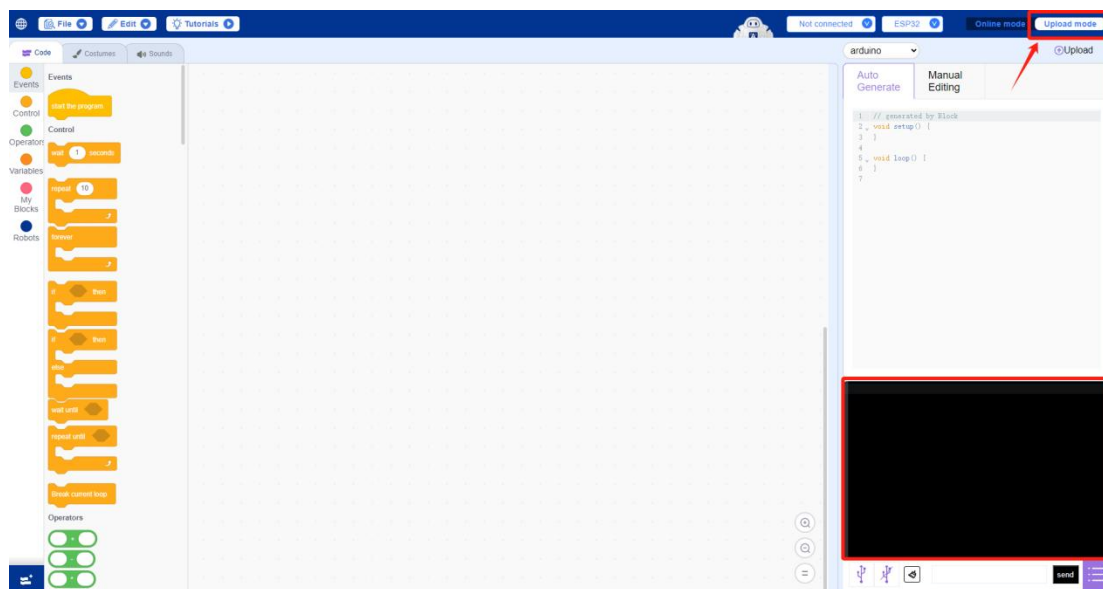 File Edit Tutorials Not connected ESP32 Online mode Upload mode
Code Costumes Sounds
arduino Upload
Events
Control
Operators
Variables
My
Blocks
Robots
Events
start the program
Control
wait 1 seconds
repeat 10
forever
if then
if then
else
wait until
repeat until
Break current loop
Operators
Auto
Generate
Manual
Editing
1 // generated by Block
2 void setup() {
3 }
4
5 void loop() {
6 }
7
send